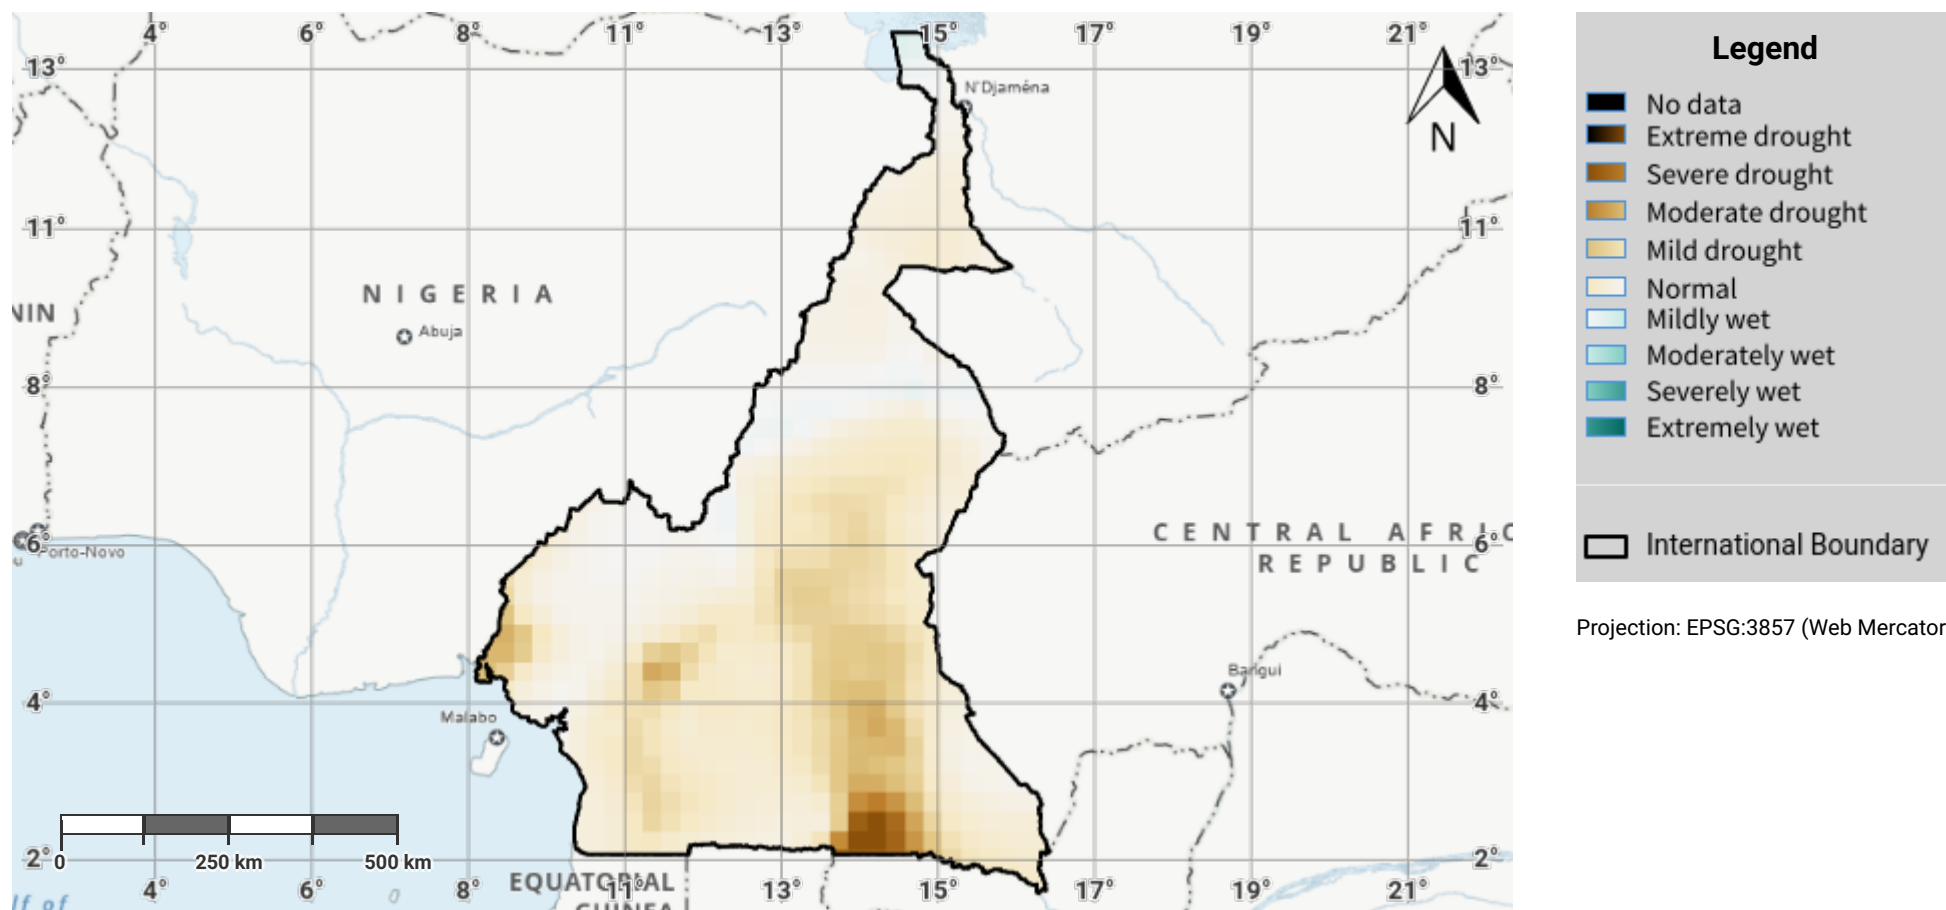 4° 6° 8° 11° 13° 15° 17° 19° 21°
13° 13°
N'Djaména
N
11° 11°
NIGERIA
NIN
Abuja
8° 8°
6° 6°
Porto-Novo
CENTRAL AFRIC
REPUBLIC
Bangui
4° 4°
Malabo
0 250 km 500 km
2° 2°
EQUATORIAL
4° 6° 8° 11° 13° 15° 17° 19° 21°
GUINEA
lf of
Legend
No data
Extreme drought
Severe drought
Moderate drought
Mild drought
Normal
Mildly wet
Moderately wet
Severely wet
Extremely wet
International Boundary
Projection: EPSG:3857 (Web Mercator